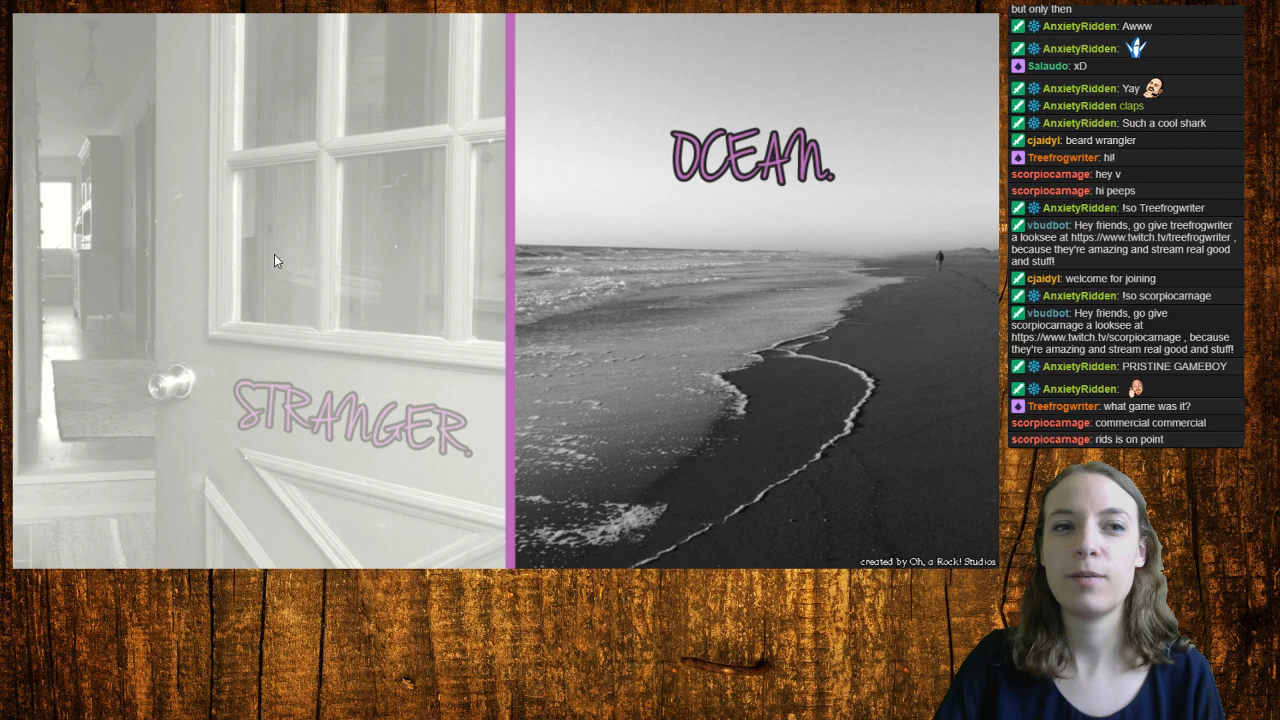 STRANGER.
OCEAN.
created by Oh, a Rock! Studios
but only then
AnxietyRidden: Awww
AnxietyRidden:
Salaudo: xD
AnxietyRidden: Yay
AnxietyRidden claps
AnxietyRidden: Such a cool shark
cjaidyl: beard wrangler
Treefrogwriter: hi!
scorpiocarnage: hey v
scorpiocarnage: hi peeps
AnxietyRidden: !so Treefrogwriter
vbudbot: Hey friends, go give treefrogwriter
a looksee at https://www.twitch.tv/treefrogwriter ,
because they're amazing and stream real good
and stuff!
cjaidyl: welcome for joining
AnxietyRidden: !so scorpiocarnage
vbudbot: Hey friends, go give
scorpiocarnage a looksee at
https://www.twitch.tv/scorpiocarnage , because
they're amazing and stream real good and stuff!
AnxietyRidden: PRISTINE GAMEBOY
AnxietyRidden:
Treefrogwriter: what game was it?
scorpiocarnage: commercial commercial
scorpiocarnage: rids is on point